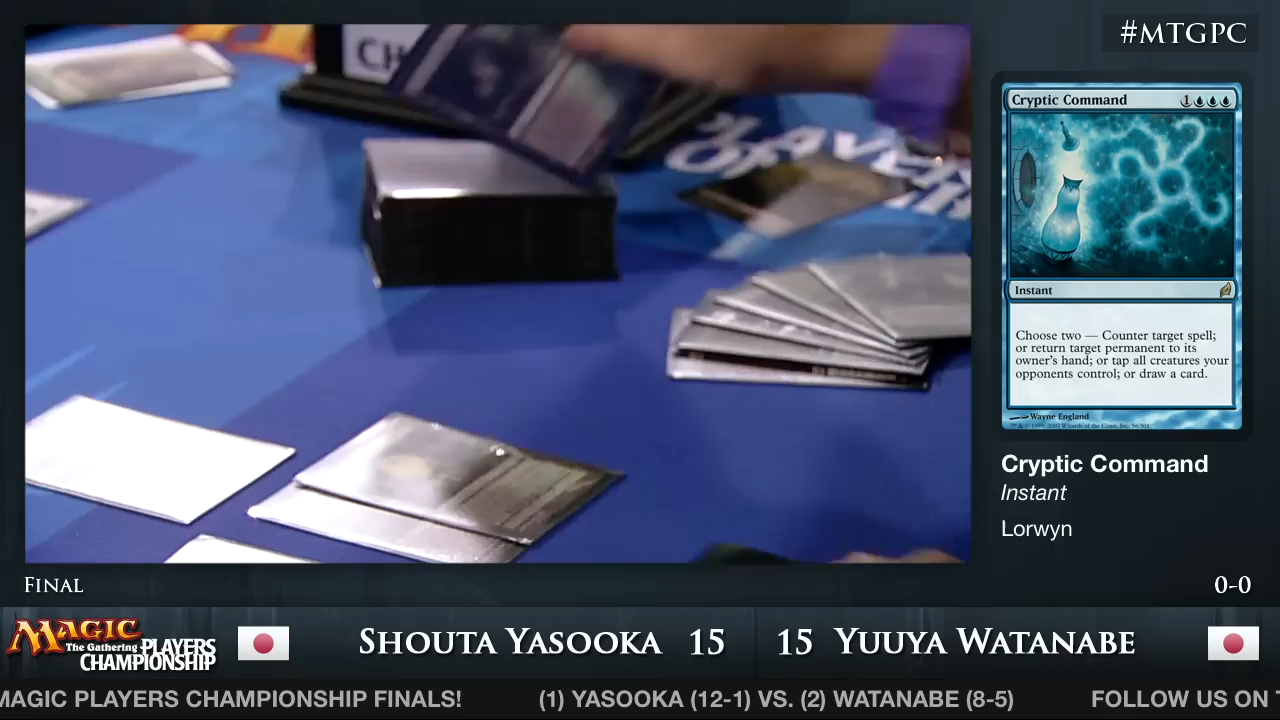 #MTGPC
CH
PLAYERS
Cryptic Command 1
Instant
Choose two — Counter target spell;
or return target permanent to its
owner's hand; or tap all creatures your
opponents control; or draw a card.
Wayne England
Cryptic Command
Instant
Lorwyn
FINAL
0-0
MAGIC
The Gathering
PLAYERS
CHAMPIONSHIP
SHOUTA YASOOKA 15
15 YUUYA WATANABE
MAGIC PLAYERS CHAMPIONSHIP FINALS! (1) YASOOKA (12-1) VS. (2) WATANABE (8-5) FOLLOW US ON